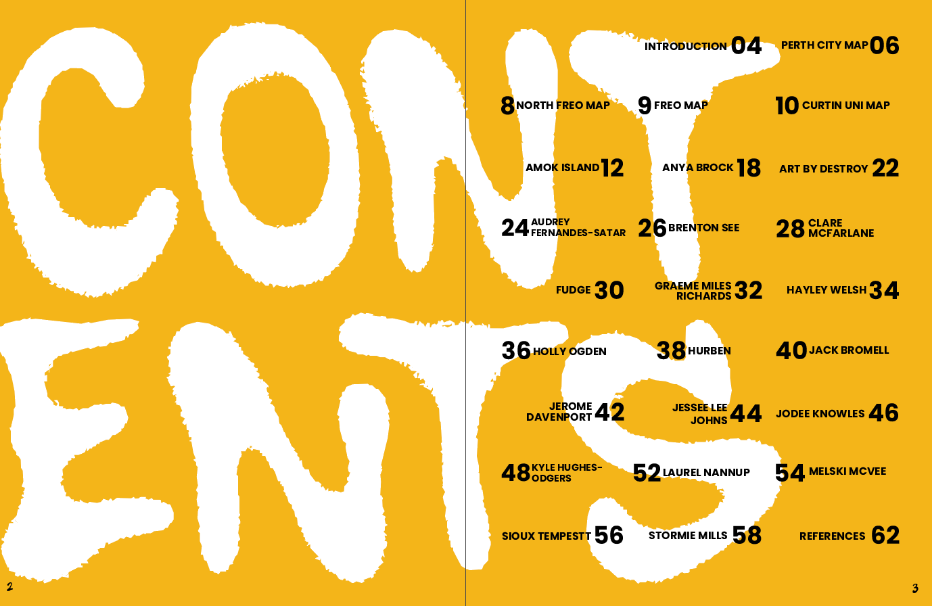 CONT
ENTS
INTRODUCTION 04
PERTH CITY MAP 06
8 NORTH FREO MAP
9 FREO MAP
10 CURTIN UNI MAP
AMOK ISLAND 12
ANYA BROCK 18
ART BY DESTROY 22
24 AUDREY
FERNANDES-SATAR
26 BRENTON SEE
28 CLARE
MCFARLANE
FUDGE 30
GRAEME MILES
RICHARDS 32
HAYLEY WELSH 34
36 HOLLY OGDEN
38 HURBEN
40 JACK BROMELL
JEROME
DAVENPORT 42
JESSEE LEE
JOHNS 44
JODEE KNOWLES 46
48 KYLE HUGHES-
ODGERS
52 LAUREL NANNUP
54 MELSKI MCVEE
SIOUX TEMPESTT 56
STORMIE MILLS 58
REFERENCES 62
2
3